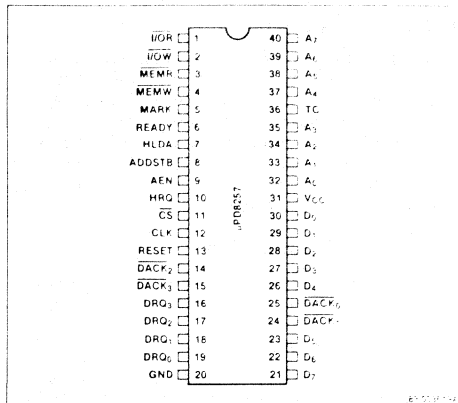 I/OR 1 40 A7
I/OW 2 39 A6
MEMR 3 38 A5
MEMW 4 37 A4
MARK 5 36 TC
READY 6 35 A3
HLDA 7 34 A2
ADDSTB 8 33 A1
AEN 9 32 A0
HRQ 10 31 VCC
CS 11 30 D0
CLK 12 29 D1
RESET 13 28 D2
DACK2 14 27 D3
DACK3 15 26 D4
DRQ3 16 25 DACK0
DRQ2 17 24 DACK1
DRQ1 18 23 D5
DRQ0 19 22 D6
GND 20 21 D7
μPD8257